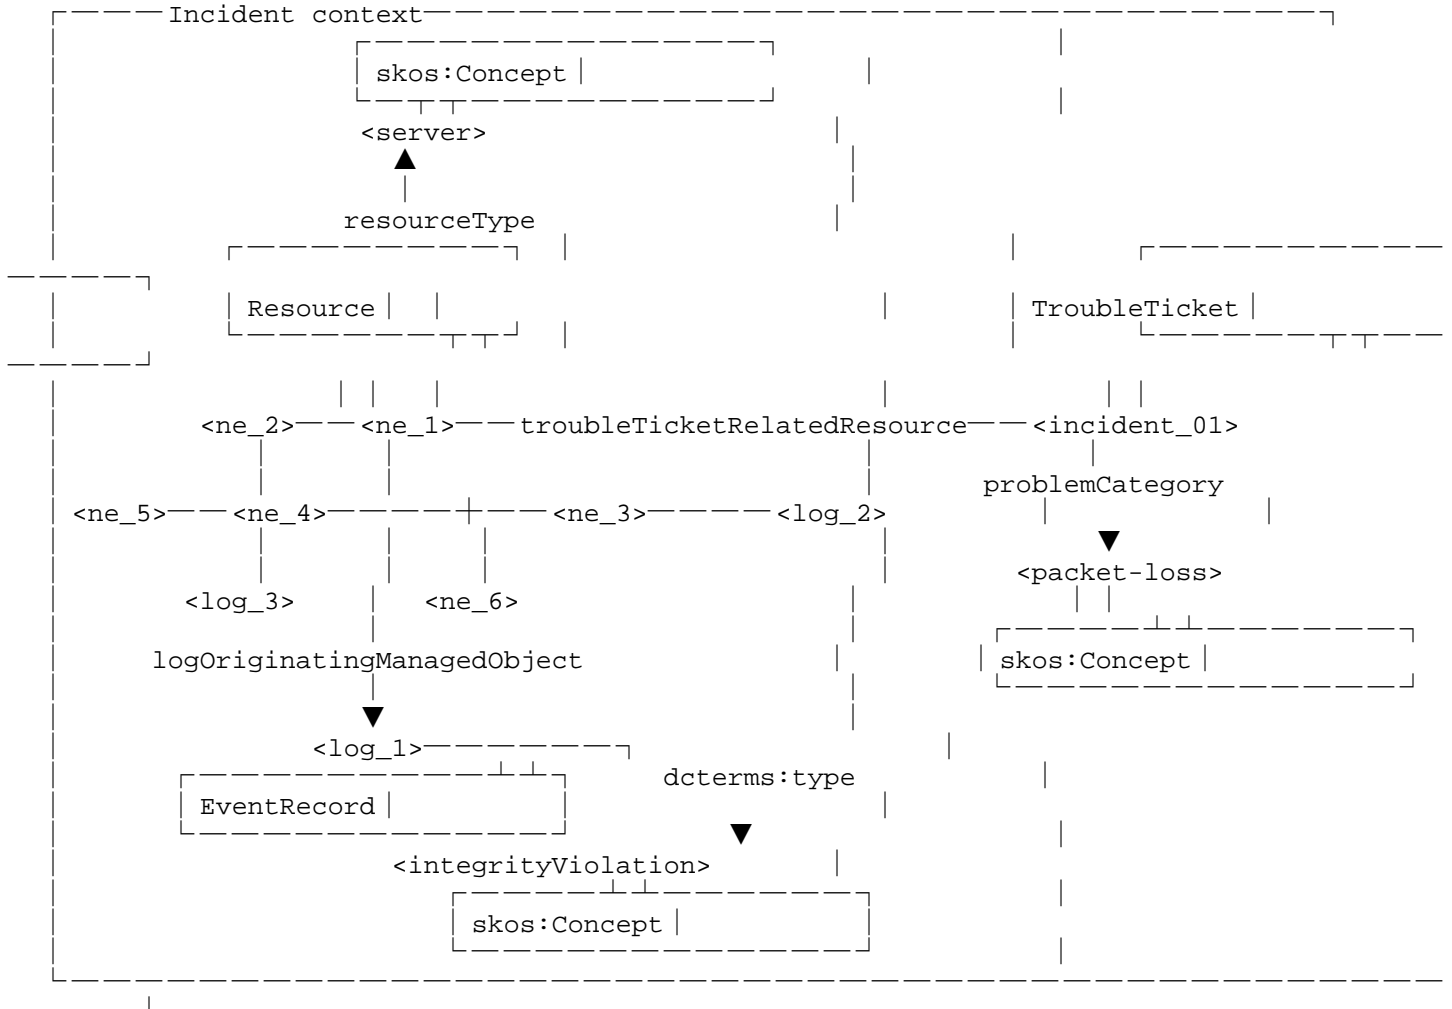 Incident context
skos:Concept
<server>
resourceType
Resource TroubleTicket
<ne_2> <ne_1> troubleTicketRelatedResource <incident_01>
problemCategory
<ne_5> <ne_4> <ne_3> <log_2>
<packet-loss>
<log_3> <ne_6>
logOriginatingManagedObject skos:Concept
<log_1>
dcterms:type
EventRecord
<integrityViolation>
skos:Concept